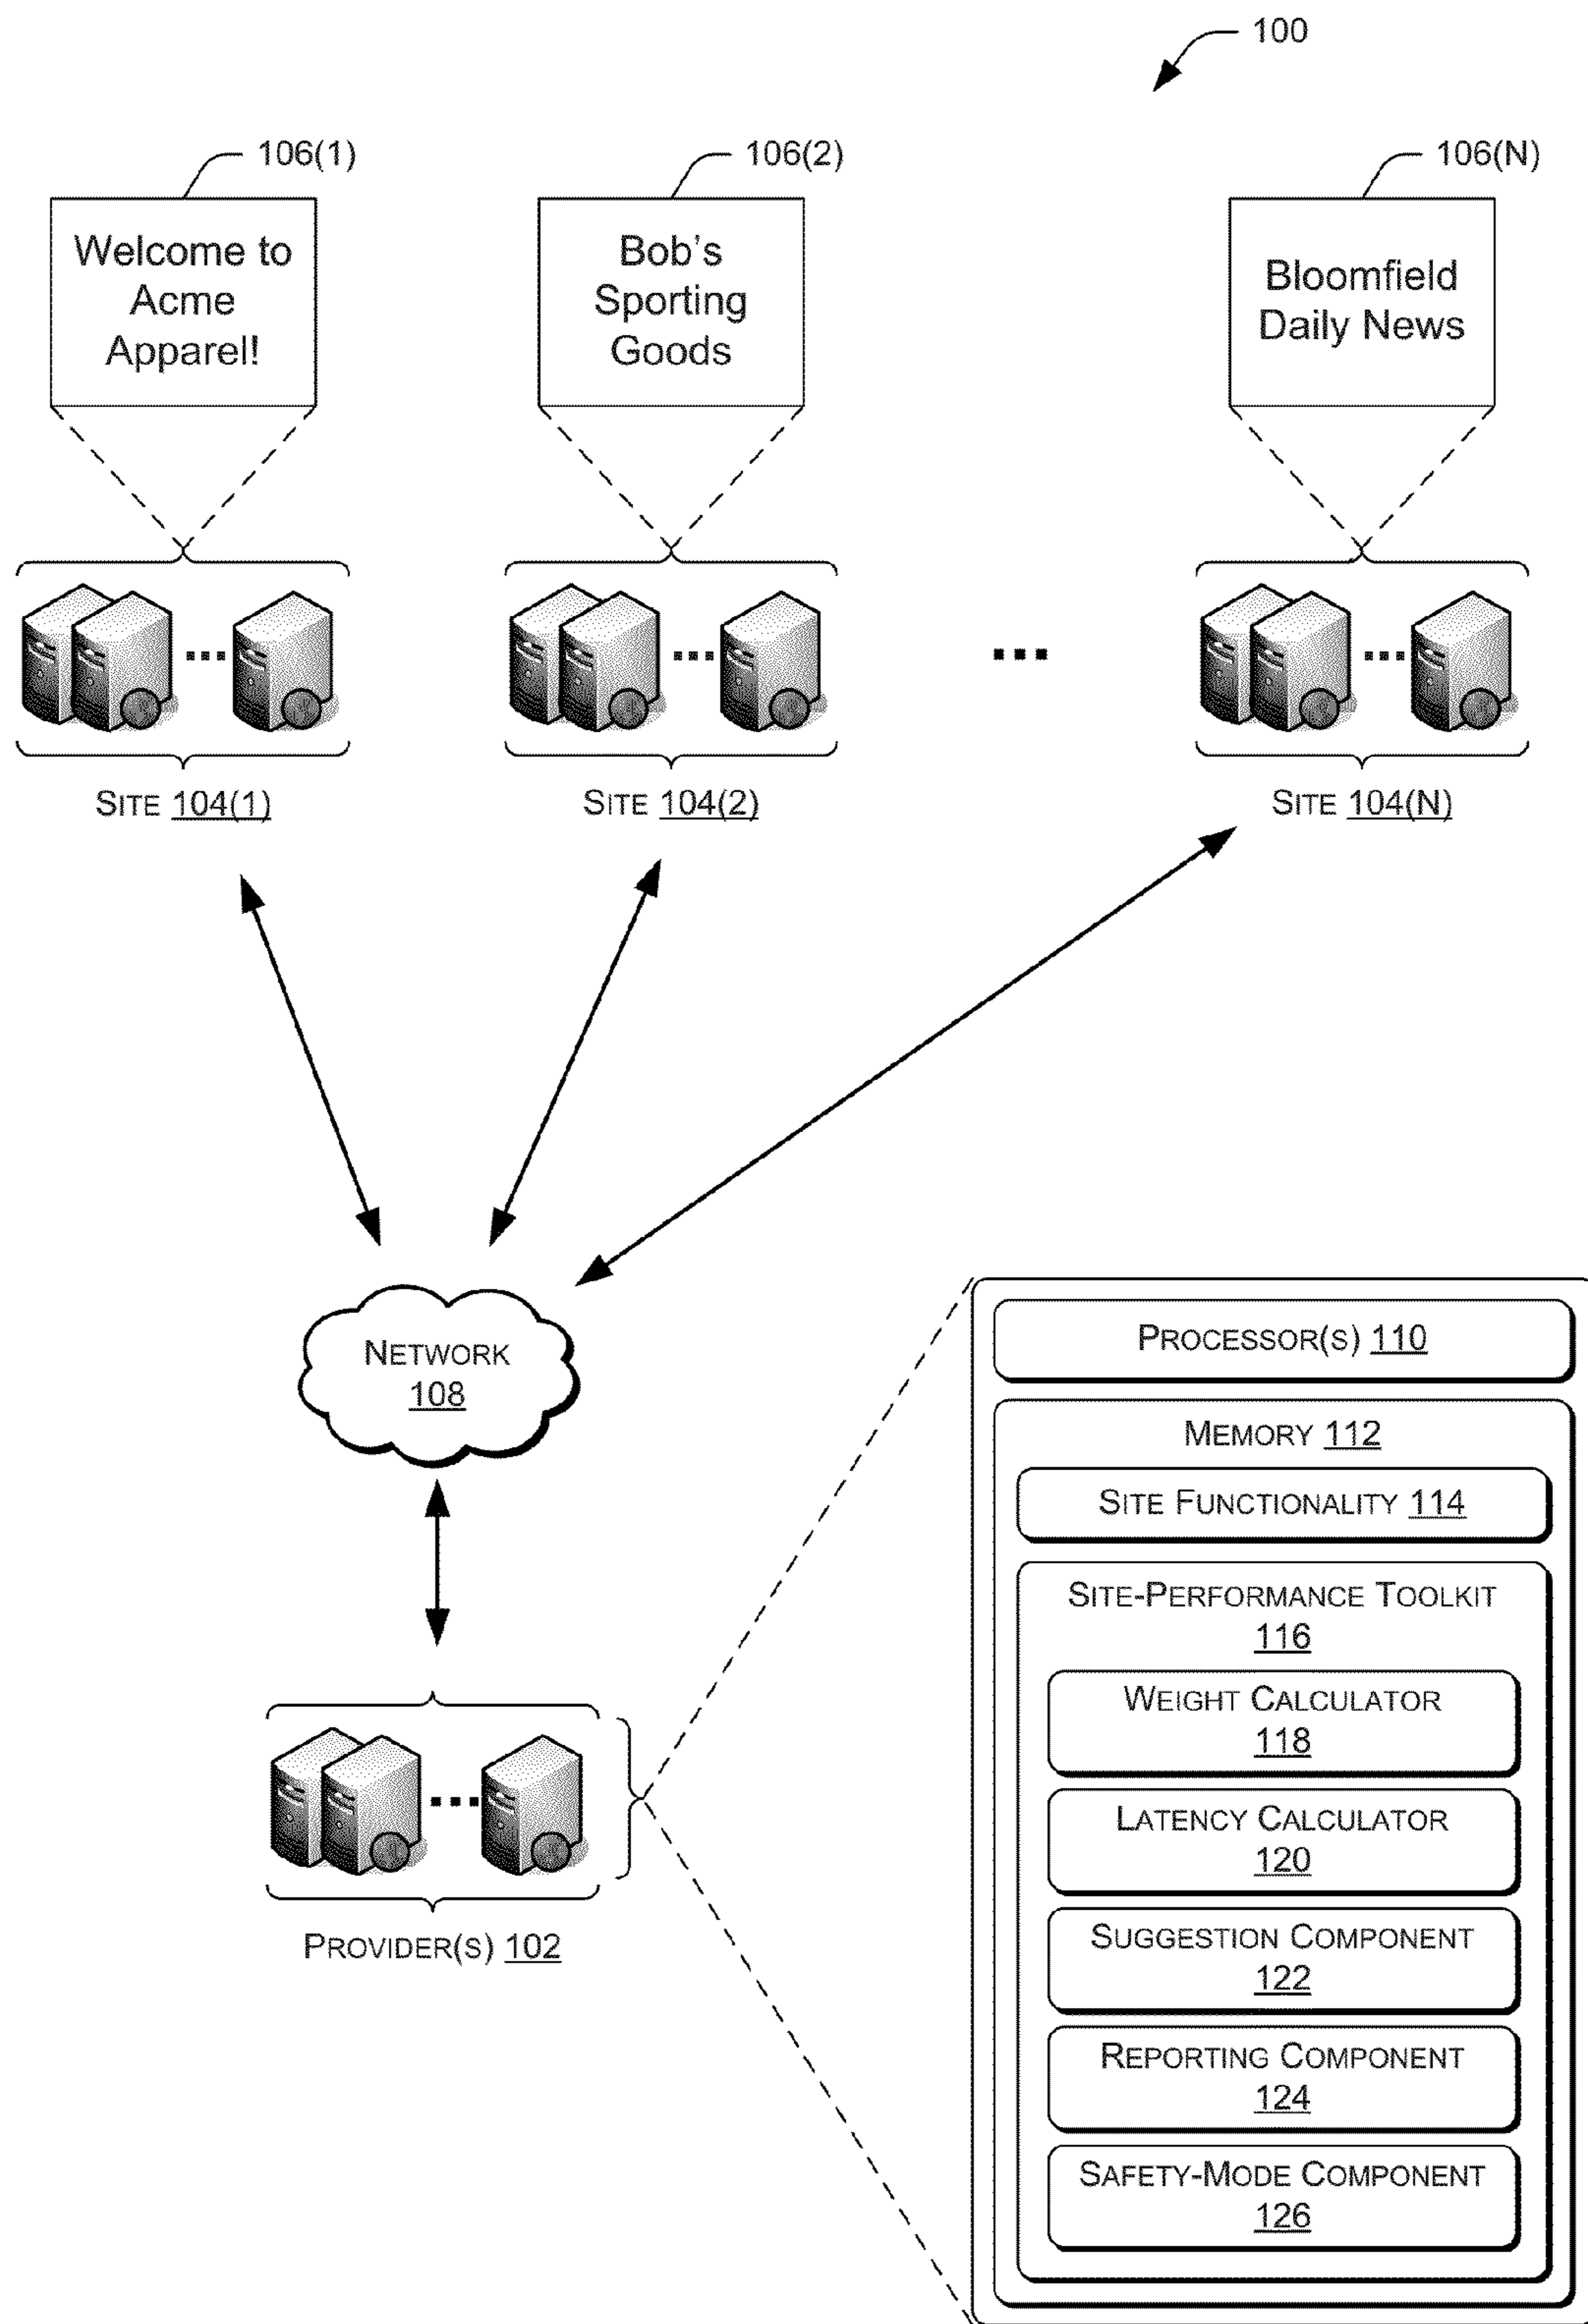 100
106(1)
106(2)
106(N)
Welcome to
Acme
Apparel!
Bob's
Sporting
Goods
Bloomfield
Daily News
SITE 104(1)
SITE 104(2)
SITE 104(N)
NETWORK
108
PROVIDER(S) 102
PROCESSOR(S) 110
MEMORY 112
SITE FUNCTIONALITY 114
SITE-PERFORMANCE TOOLKIT
116
WEIGHT CALCULATOR
118
LATENCY CALCULATOR
120
SUGGESTION COMPONENT
122
REPORTING COMPONENT
124
SAFETY-MODE COMPONENT
126